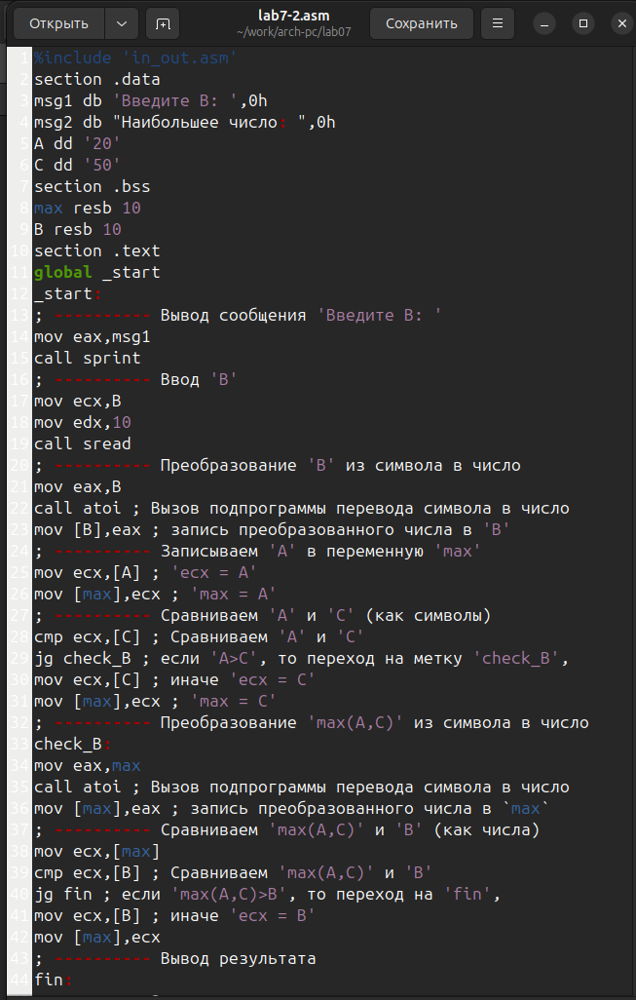 Открыть
lab7-2.asm
~/work/arch-pc/lab07
Сохранить
1 %include 'in_out.asm'
2 section .data
3 msg1 db 'Введите B: ',0h
4 msg2 db "Наибольшее число: ",0h
5 A dd '20'
6 C dd '50'
7 section .bss
8 max resb 10
9 B resb 10
10 section .text
11 global _start
12 _start:
13 ; ---------- Вывод сообщения 'Введите B: '
14 mov eax,msg1
15 call sprint
16 ; ---------- Ввод 'B'
17 mov ecx,B
18 mov edx,10
19 call sread
20 ; ---------- Преобразование 'B' из символа в число
21 mov eax,B
22 call atoi ; Вызов подпрограммы перевода символа в число
23 mov [B],eax ; запись преобразованного числа в 'B'
24 ; ---------- Записываем 'A' в переменную 'max'
25 mov ecx,[A] ; 'ecx = A'
26 mov [max],ecx ; 'max = A'
27 ; ---------- Сравниваем 'A' и 'C' (как символы)
28 cmp ecx,[C] ; Сравниваем 'A' и 'C'
29 jg check_B ; если 'A>C', то переход на метку 'check_B',
30 mov ecx,[C] ; иначе 'ecx = C'
31 mov [max],ecx ; 'max = C'
32 ; ---------- Преобразование 'max(A,C)' из символа в число
33 check_B:
34 mov eax,max
35 call atoi ; Вызов подпрограммы перевода символа в число
36 mov [max],eax ; запись преобразованного числа в `max`
37 ; ---------- Сравниваем 'max(A,C)' и 'B' (как числа)
38 mov ecx,[max]
39 cmp ecx,[B] ; Сравниваем 'max(A,C)' и 'B'
40 jg fin ; если 'max(A,C)>B', то переход на 'fin',
41 mov ecx,[B] ; иначе 'ecx = B'
42 mov [max],ecx
43 ; ---------- Вывод результата
44 fin: